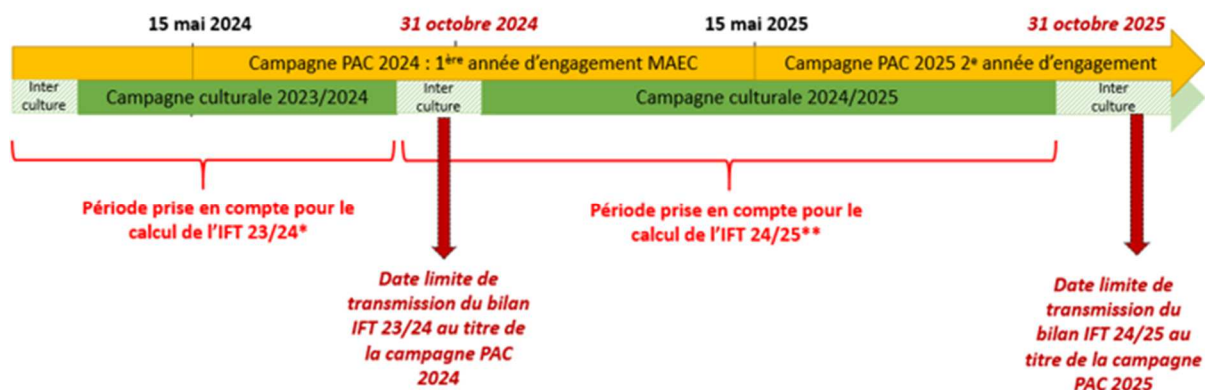 15 mai 2024
31 octobre 2024
15 mai 2025
31 octobre 2025
Campagne PAC 2024 : 1ère année d'engagement MAEC
Campagne PAC 2025 2e année d'engagement
Inter
culture
Campagne culturale 2023/2024
Inter
culture
Campagne culturale 2024/2025
Inter
culture
Période prise en compte pour le
calcul de l'IFT 23/24*
Période prise en compte pour le
calcul de l'IFT 24/25**
Date limite de
transmission du bilan
IFT 23/24 au titre de
la campagne PAC
2024
Date limite de
transmission du
bilan IFT 24/25 au
titre de la campagne
PAC 2025